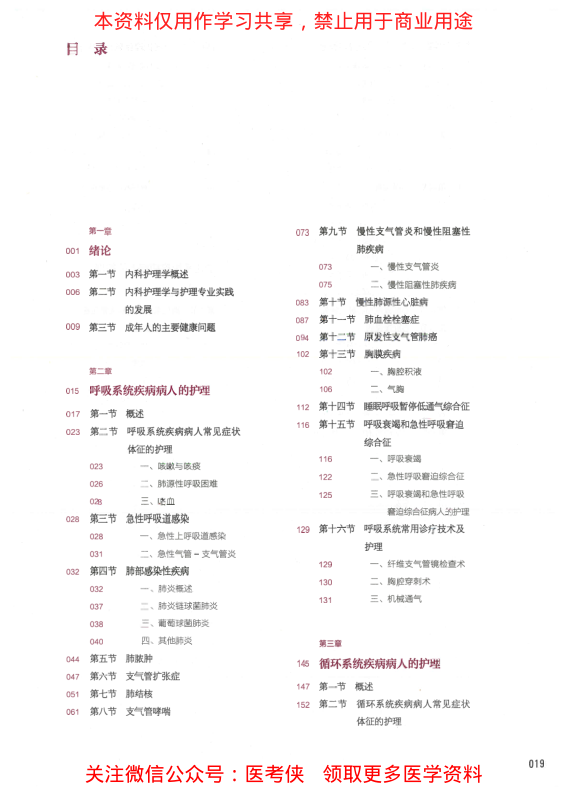 本资料仅用作学习共享，禁止用于商业用途
目 录
第一章
001 绪论
003 第一节 内科护理学概述
006 第二节 内科护理学与护理专业实践
的发展
009 第三节 成年人的主要健康问题
第二章
015 呼吸系统疾病病人的护理
017 第一节 概述
023 第二节 呼吸系统疾病病人常见症状
体征的护理
023 一、咳嗽与咳痰
026 二、肺源性呼吸困难
028 三、咯血
028 第三节 急性呼吸道感染
028 一、急性上呼吸道感染
031 二、急性气管－支气管炎
032 第四节 肺部感染性疾病
032 一、肺炎概述
037 二、肺炎链球菌肺炎
038 三、葡萄球菌肺炎
040 四、其他肺炎
044 第五节 肺脓肿
047 第六节 支气管扩张症
051 第七节 肺结核
061 第八节 支气管哮喘
073 第九节 慢性支气管炎和慢性阻塞性
肺疾病
073 一、慢性支气管炎
075 二、慢性阻塞性肺疾病
083 第十节 慢性肺源性心脏病
087 第十一节 肺血栓栓塞症
094 第十二节 原发性支气管肺癌
102 第十三节 胸膜疾病
102 一、胸腔积液
106 二、气胸
112 第十四节 睡眠呼吸暂停低通气综合征
116 第十五节 呼吸衰竭和急性呼吸窘迫
综合征
116 一、呼吸衰竭
122 二、急性呼吸窘迫综合征
125 三、呼吸衰竭和急性呼吸
窘迫综合征病人的护理
129 第十六节 呼吸系统常用诊疗技术及
护理
129 一、纤维支气管镜检查术
130 二、胸腔穿刺术
131 三、机械通气
第三章
145 循环系统疾病病人的护理
147 第一节 概述
152 第二节 循环系统疾病病人常见症状
体征的护理
019
关注微信公众号：医考侠 领取更多医学资料